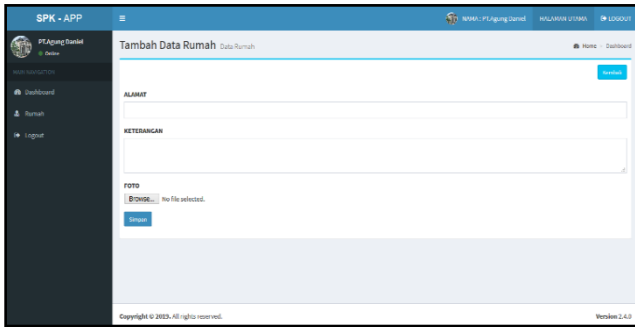 SPK - APP
NAMA : PT.Agung Daniel
HALAMAN UTAMA
LOGOUT
PT.Agung Daniel
Online
MAIN NAVIGATION
Dashboard
Rumah
Logout
Tambah Data Rumah Data Rumah
Home > Dashboard
Kembali
ALAMAT
KETERANGAN
FOTO
Browse... No file selected.
Simpan
Copyright © 2019. All rights reserved.
Version 2.4.0